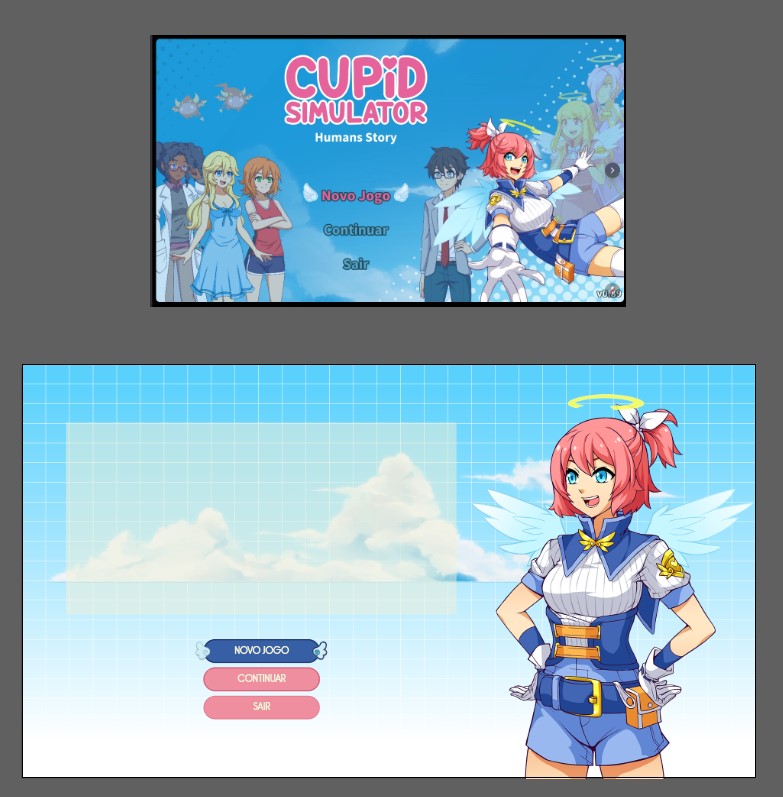 CUPID
SIMULATOR
Humans Story
Novo Jogo
Continuar
Sair
NOVO JOGO
CONTINUAR
SAIR